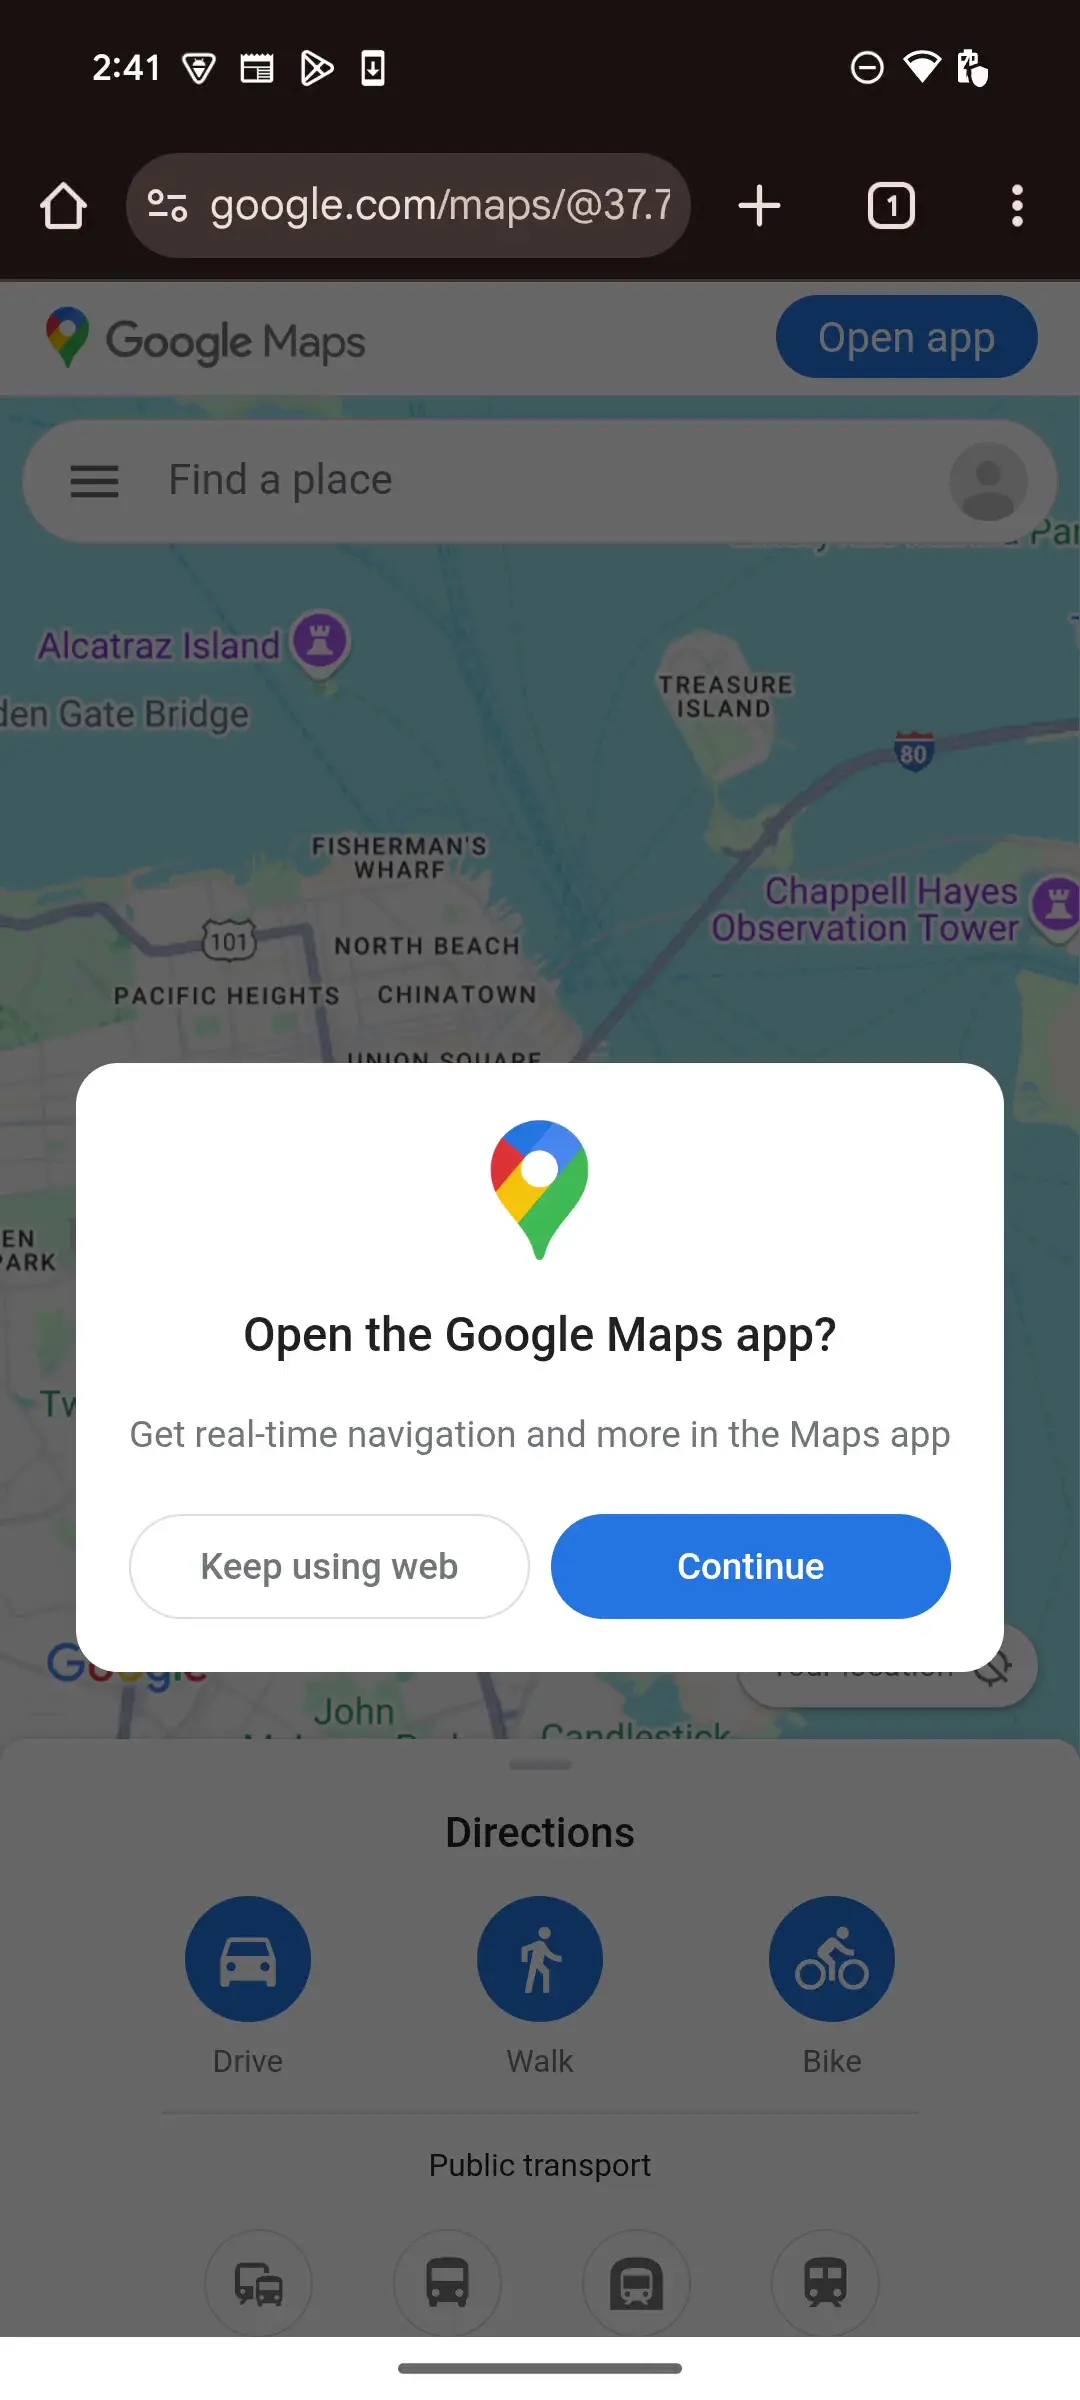 2:41
google.com/maps/@37.7
1
Google Maps
Open app
Find a place
Alcatraz Island
den Gate Bridge
TREASURE
ISLAND
80
FISHERMAN'S
WHARF
Chappell Hayes
Observation Tower
101
NORTH BEACH
PACIFIC HEIGHTS
CHINATOWN
UNION SQUARE
EN
PARK
Tw
Open the Google Maps app?
Get real-time navigation and more in the Maps app
Keep using web
Continue
Google
Your location
John
Candlestick
Directions
Drive
Walk
Bike
Public transport